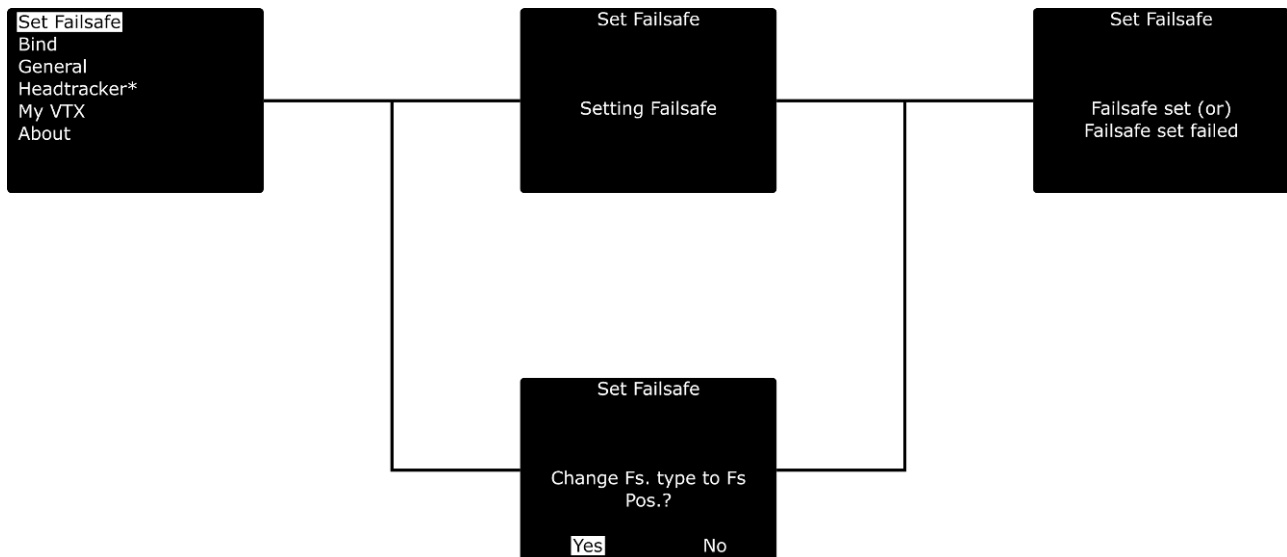 Set Failsafe
Bind
General
Headtracker*
My VTX
About
Set Failsafe
Setting Failsafe
Set Failsafe
Failsafe set (or)
Failsafe set failed
Set Failsafe
Change Fs. type to Fs
Pos.?
Yes No